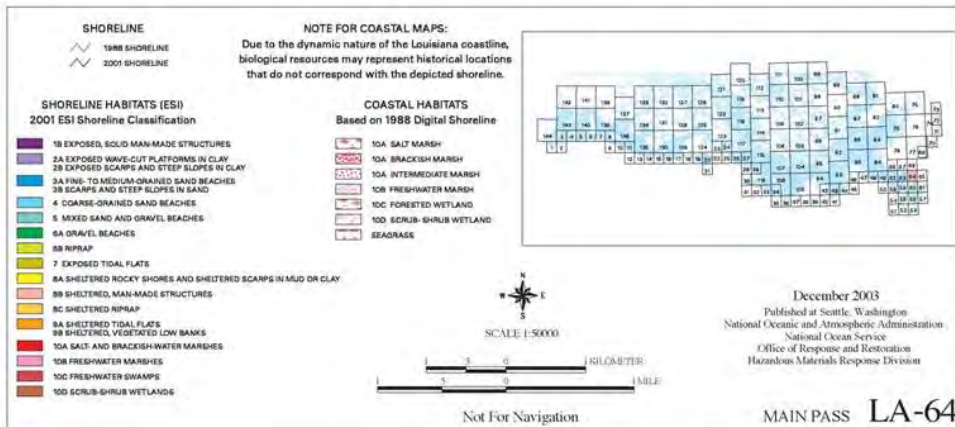 SHORELINE
1988 SHORELINE
2001 SHORELINE
NOTE FOR COASTAL MAPS:
Due to the dynamic nature of the Louisiana coastline,
biological resources may represent historical locations
that do not correspond with the depicted shoreline.
SHORELINE HABITATS (ESI)
2001 ESI Shoreline Classification
1B EXPOSED, SOLID MAN-MADE STRUCTURES
2A EXPOSED WAVE-CUT PLATFORMS IN CLAY
2B EXPOSED SCARPS AND STEEP SLOPES IN CLAY
3A FINE- TO MEDIUM-GRAINED SAND BEACHES
3B SCARPS AND STEEP SLOPES IN SAND
4 COARSE-GRAINED SAND BEACHES
5 MIXED SAND AND GRAVEL BEACHES
6A GRAVEL BEACHES
6B RIPRAP
7 EXPOSED TIDAL FLATS
8A SHELTERED ROCKY SHORES AND SHELTERED SCARPS IN MUD OR CLAY
8B SHELTERED, MAN-MADE STRUCTURES
8C SHELTERED RIPRAP
9A SHELTERED TIDAL FLATS
9B SHELTERED, VEGETATED LOW BANKS
10A SALT- AND BRACKISH-WATER MARSHES
10B FRESHWATER MARSHES
10C FRESHWATER SWAMPS
10D SCRUB-SHRUB WETLANDS
COASTAL HABITATS
Based on 1988 Digital Shoreline
10A SALT MARSH
10A BRACKISH MARSH
10A INTERMEDIATE MARSH
10B FRESHWATER MARSH
10C FORESTED WETLAND
10D SCRUB- SHRUB WETLAND
SEAGRASS
N
W E
S
SCALE 1:50000
1 .5 0 1 KILOMETER
1 .5 0 1 MILE
Not For Navigation
December 2003
Published at Seattle, Washington
National Oceanic and Atmospheric Administration
National Ocean Service
Office of Response and Restoration
Hazardous Materials Response Division
MAIN PASS LA-64